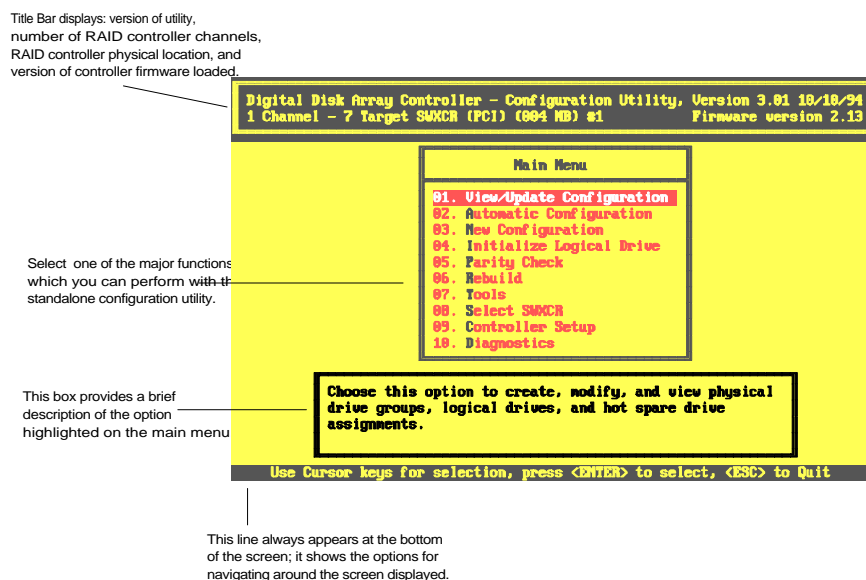 Title Bar displays: version of utility,
number of RAID controller channels,
RAID controller physical location, and
version of controller firmware loaded.
Digital Disk Array Controller - Configuration Utility, Version 3.01 10/10/94
1 Channel - 7 Target SWXCR (PCI) (004 MB) #1 Firmware version 2.13
Main Menu
01. View/Update Configuration
02. Automatic Configuration
03. New Configuration
04. Initialize Logical Drive
05. Parity Check
06. Rebuild
07. Tools
08. Select SWXCR
09. Controller Setup
10. Diagnostics
Select one of the major functions
which you can perform with th
standalone configuration utility.
This box provides a brief
description of the option
highlighted on the main menu
Choose this option to create, modify, and view physical
drive groups, logical drives, and hot spare drive
assignments.
Use Cursor keys for selection, press <ENTER> to select, <ESC> to Quit
This line always appears at the bottom
of the screen; it shows the options for
navigating around the screen displayed.